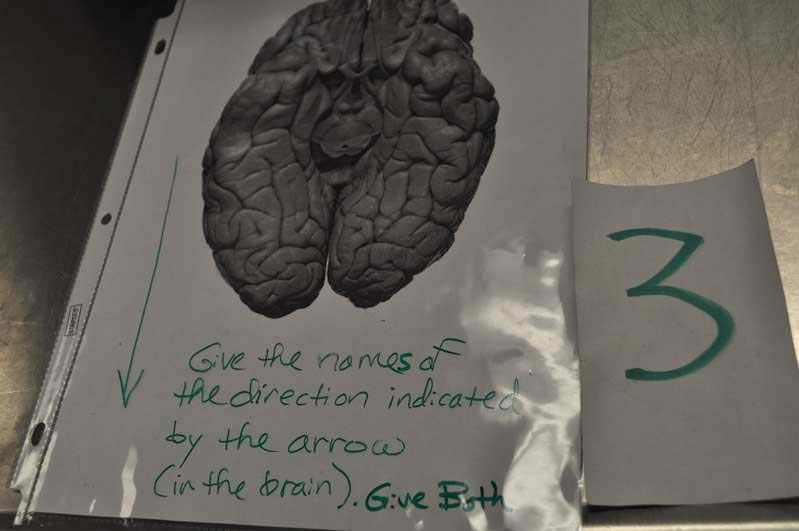 Give the names of
the direction indicated
by the arrow
(in the brain). Give Both
3